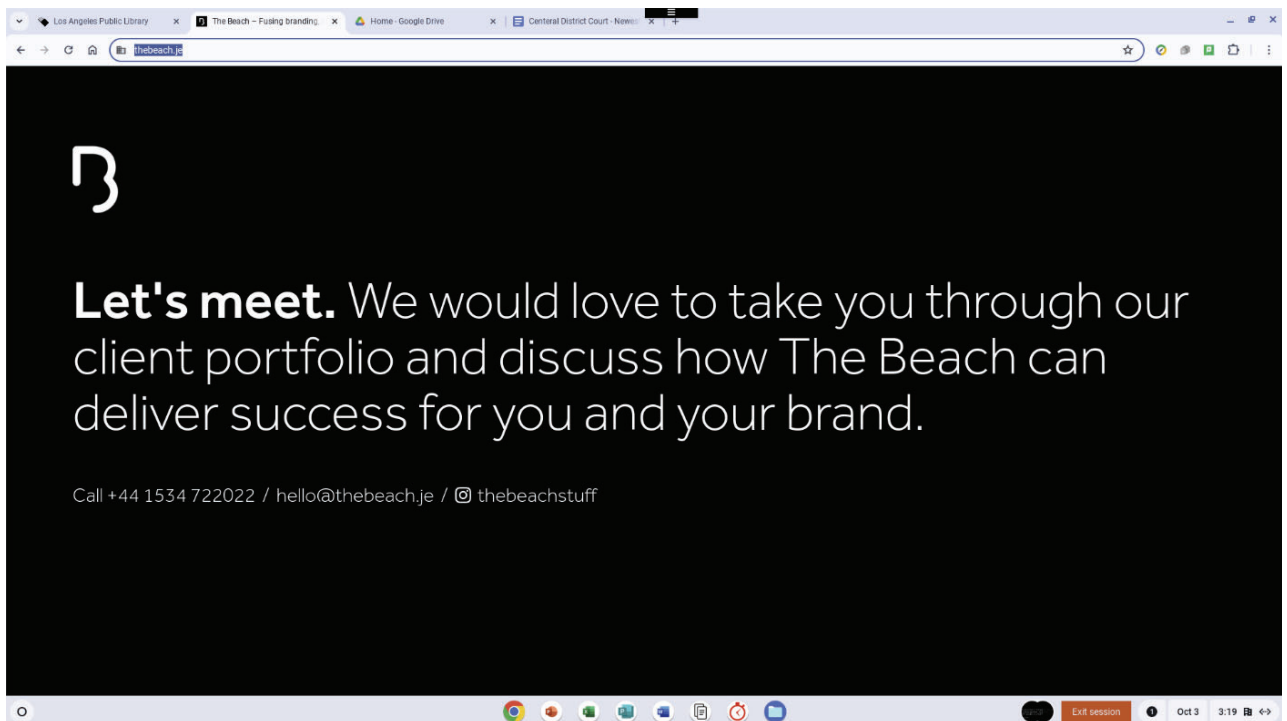 Los Angeles Public Library
The Beach – Fusing branding,
Home - Google Drive
Centeral District Court - Newes
thebeach.je
B
Let's meet. We would love to take you through our
client portfolio and discuss how The Beach can
deliver success for you and your brand.
Call +44 1534 722022 / hello@thebeach.je / thebeachstuff
Exit session
1
Oct 3
3:19